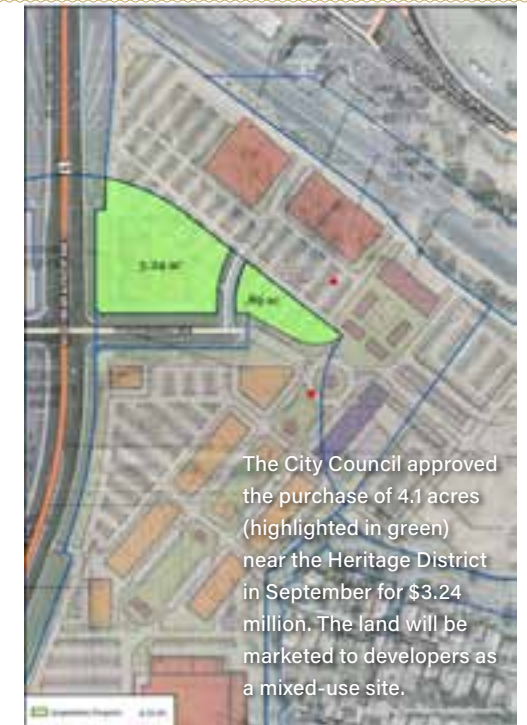 The City Council approved
the purchase of 4.1 acres
(highlighted in green)
near the Heritage District
in September for $3.24
million. The land will be
marketed to developers as
a mixed-use site.